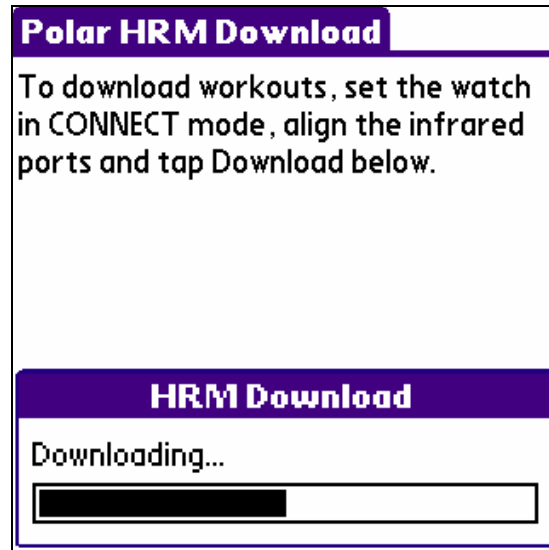 Polar HRM Download
To download workouts, set the watch
in CONNECT mode, align the infrared
ports and tap Download below.
HRM Download
Downloading...